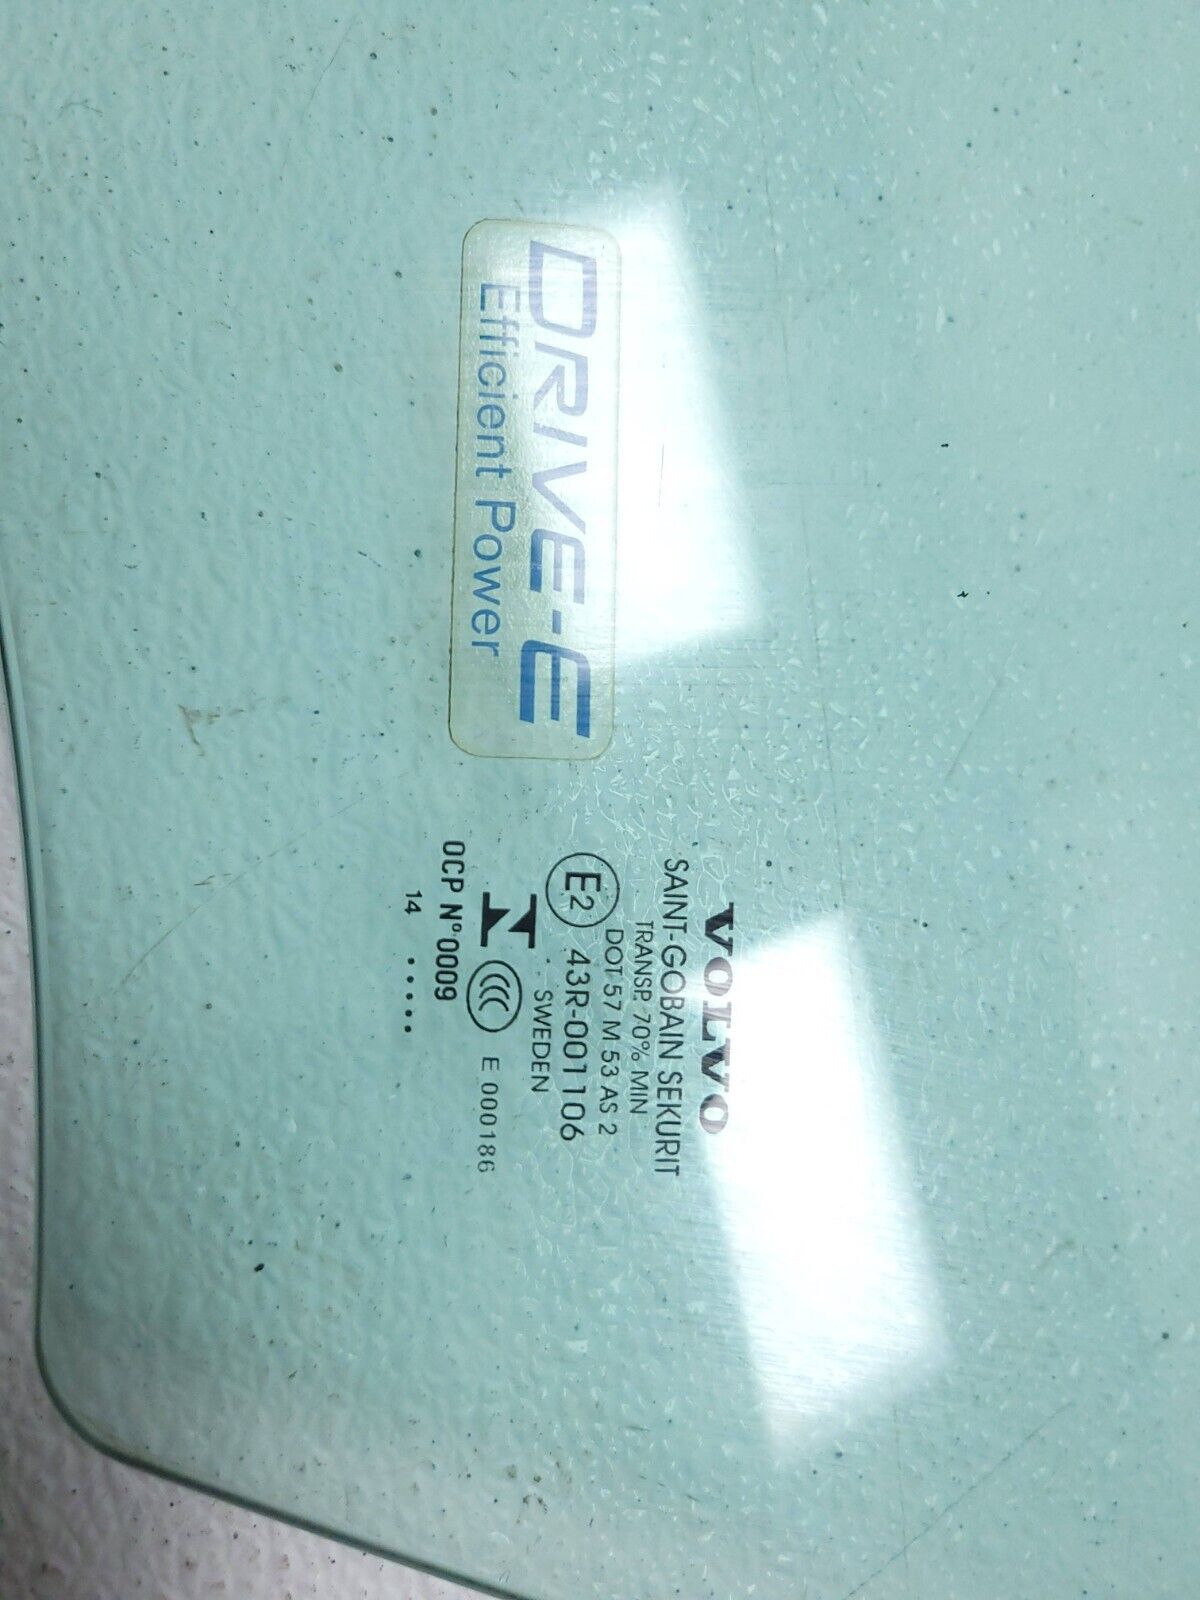 DRIVE-E
Efficient Power
VOLVO
SAINT-GOBAIN SEKURIT
TRANSP. 70% MIN
DOT 57 M 53 AS 2
E2 43R-001106
.. SWEDEN
N CCC E 000186
OCP N°0009
14 .....